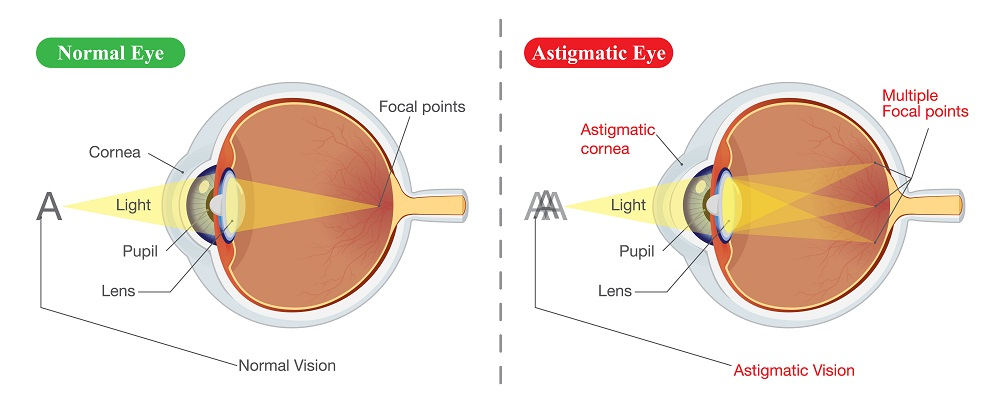 Normal Eye
Focal points
Cornea
A
Light
Pupil
Lens
Normal Vision
Astigmatic Eye
Multiple
Focal points
Astigmatic
cornea
AAA
Light
Pupil
Lens
Astigmatic Vision